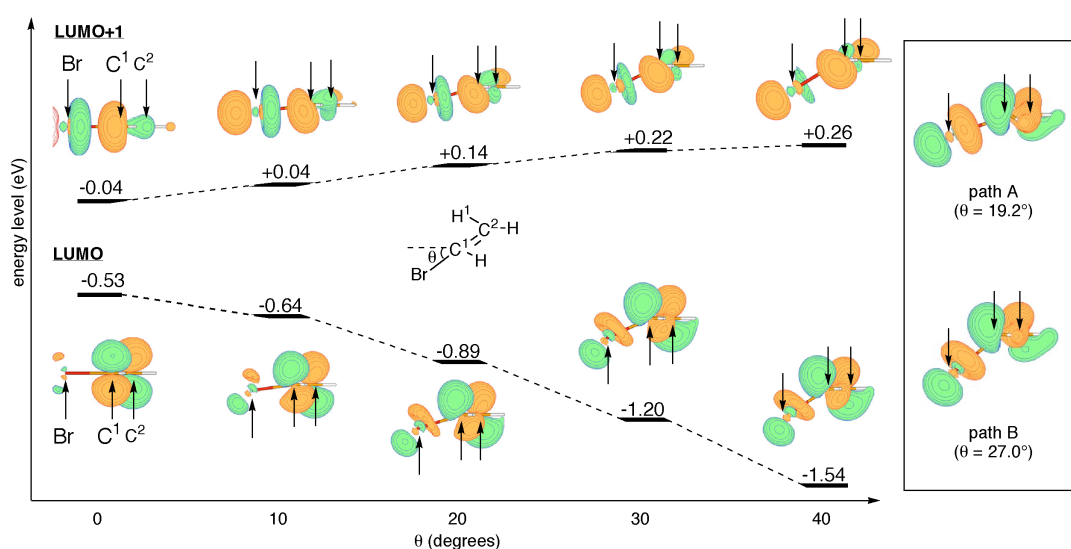 LUMO+1
Br C¹ C²
-0.04
+0.04
+0.14
+0.22
+0.26
energy level (eV)
H¹
C²-H
θ C¹
H
Br
LUMO
-0.53
-0.64
-0.89
-1.20
-1.54
Br C¹ C²
0 10 20 30 40
θ (degrees)
path A
(θ = 19.2°)
path B
(θ = 27.0°)